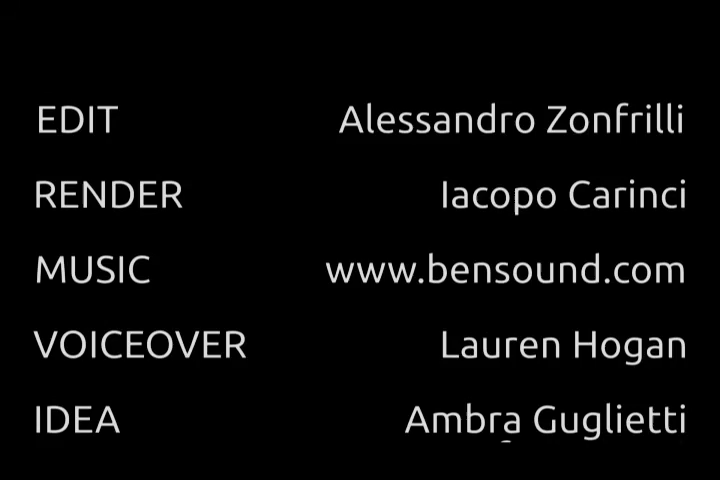 EDIT Alessandro Zonfrilli
RENDER Iacopo Carinci
MUSIC www.bensound.com
VOICEOVER Lauren Hogan
IDEA Ambra Guglietti